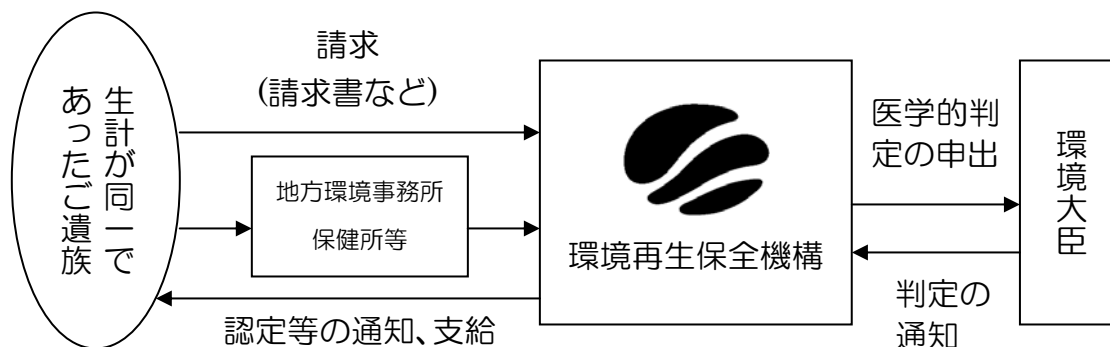 生計が同一で
あったご遺族
請求
(請求書など)
地方環境事務所
保健所等
認定等の通知、支給
環境再生保全機構
医学的判
定の申出
判定の
通知
環境大臣